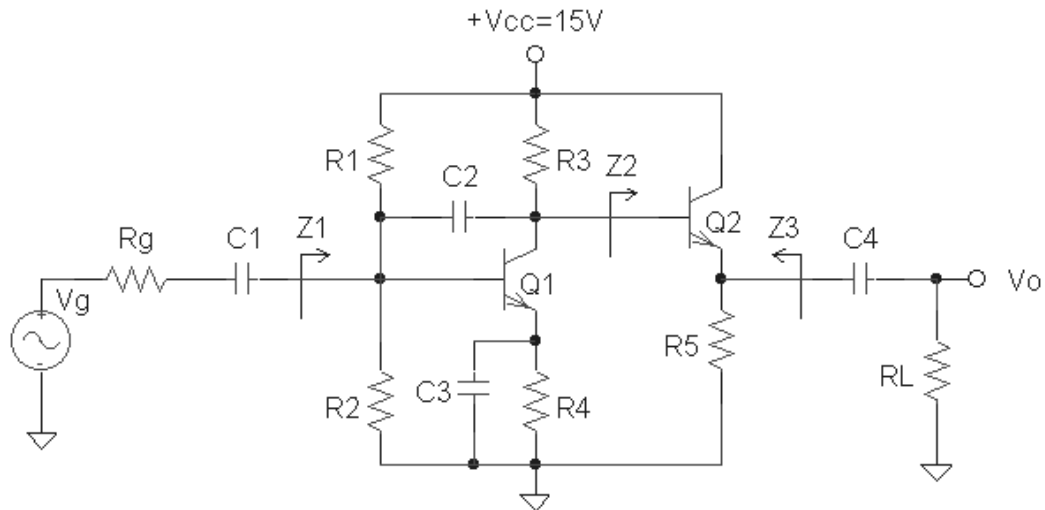 +Vcc=15V
R1
R3
C2
Z2
Q2
Rg
C1
Z1
Z3
C4
Vg
Q1
Vo
R5
RL
R2
C3
R4